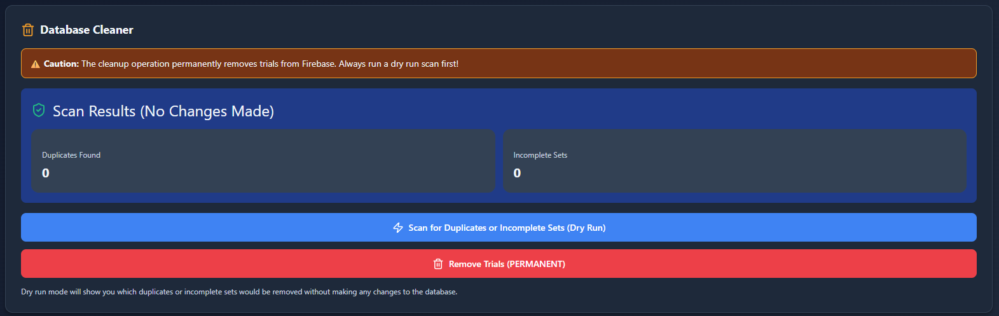 Database Cleaner
Caution: The cleanup operation permanently removes trials from Firebase. Always run a dry run scan first!
Scan Results (No Changes Made)
Duplicates Found
0
Incomplete Sets
0
Scan for Duplicates or Incomplete Sets (Dry Run)
Remove Trials (PERMANENT)
Dry run mode will show you which duplicates or incomplete sets would be removed without making any changes to the database.